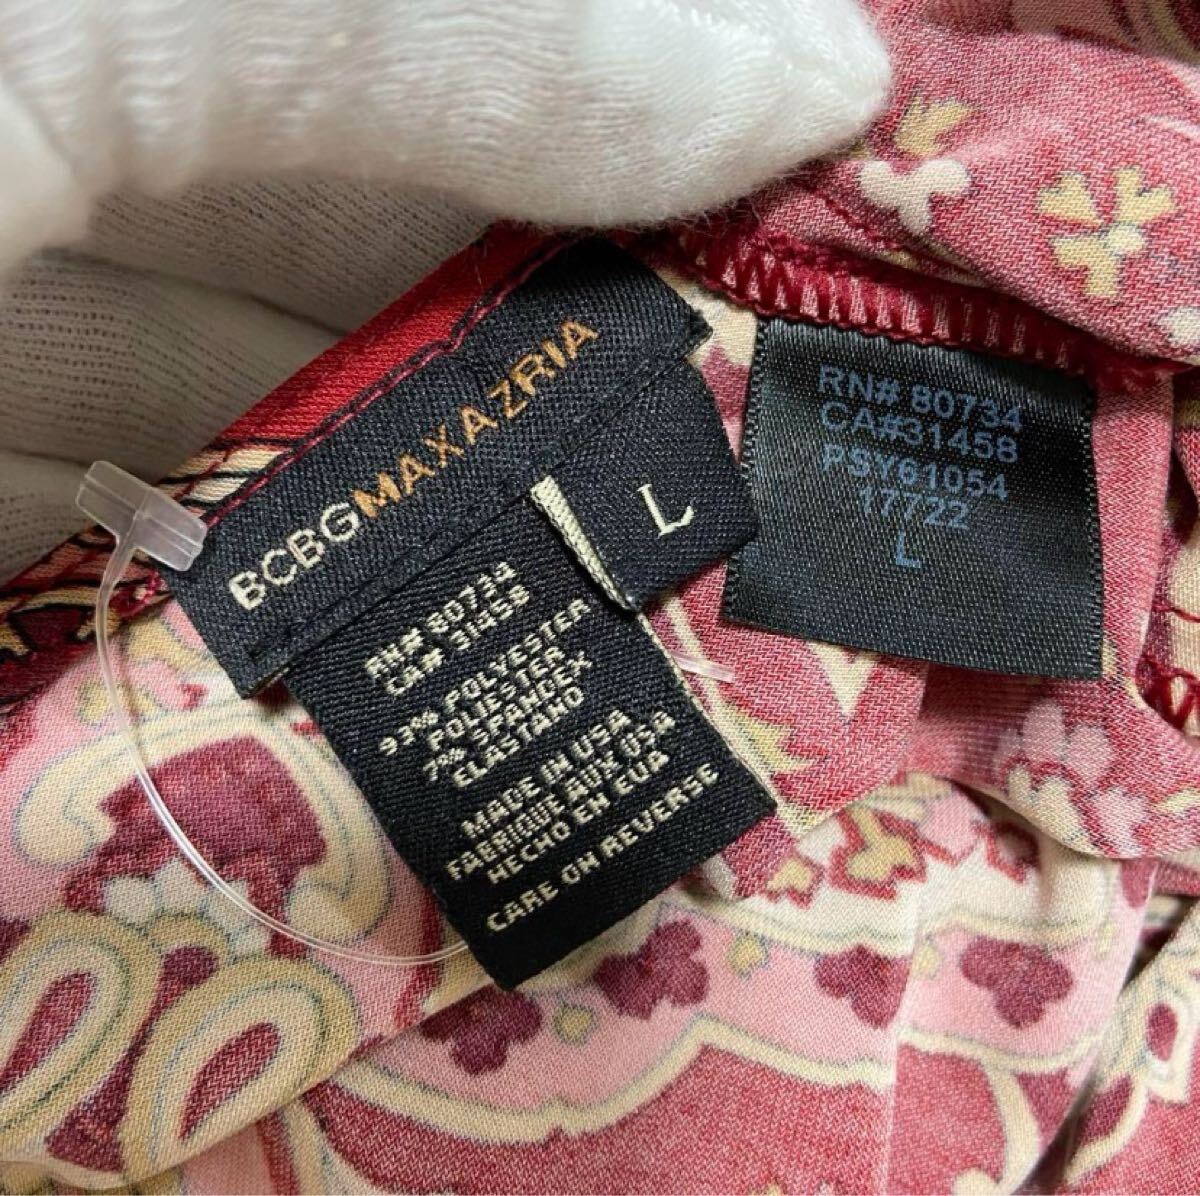 BCBGMAXAZRIA
L
RN# 80734
CA# 31458
93% POLYESTER
POLIESTER
7% SPANDEX
ELASTANO
MADE IN USA
FABRIQUE AUX USA
HECHO EN EUA
CARE ON REVERSE
RN# 80734
CA#31458
PSY61054
17722
L